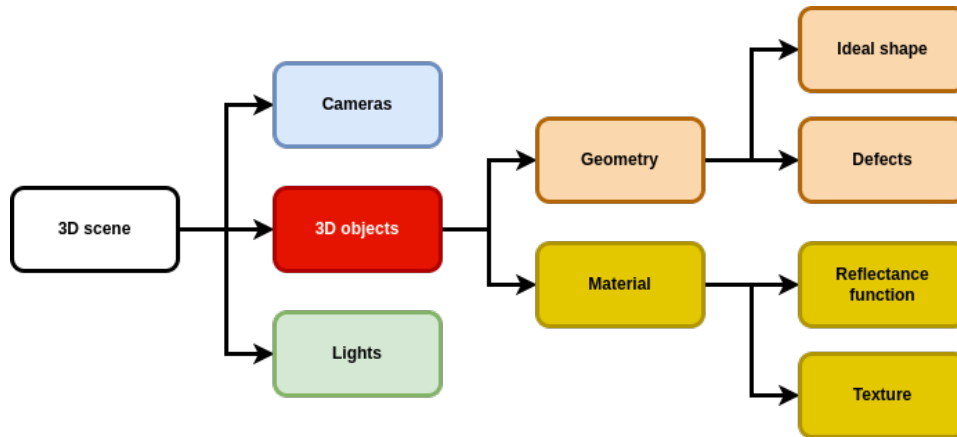 Ideal shape
Cameras
Geometry
Defects
3D scene
3D objects
Material
Reflectance
function
Lights
Texture